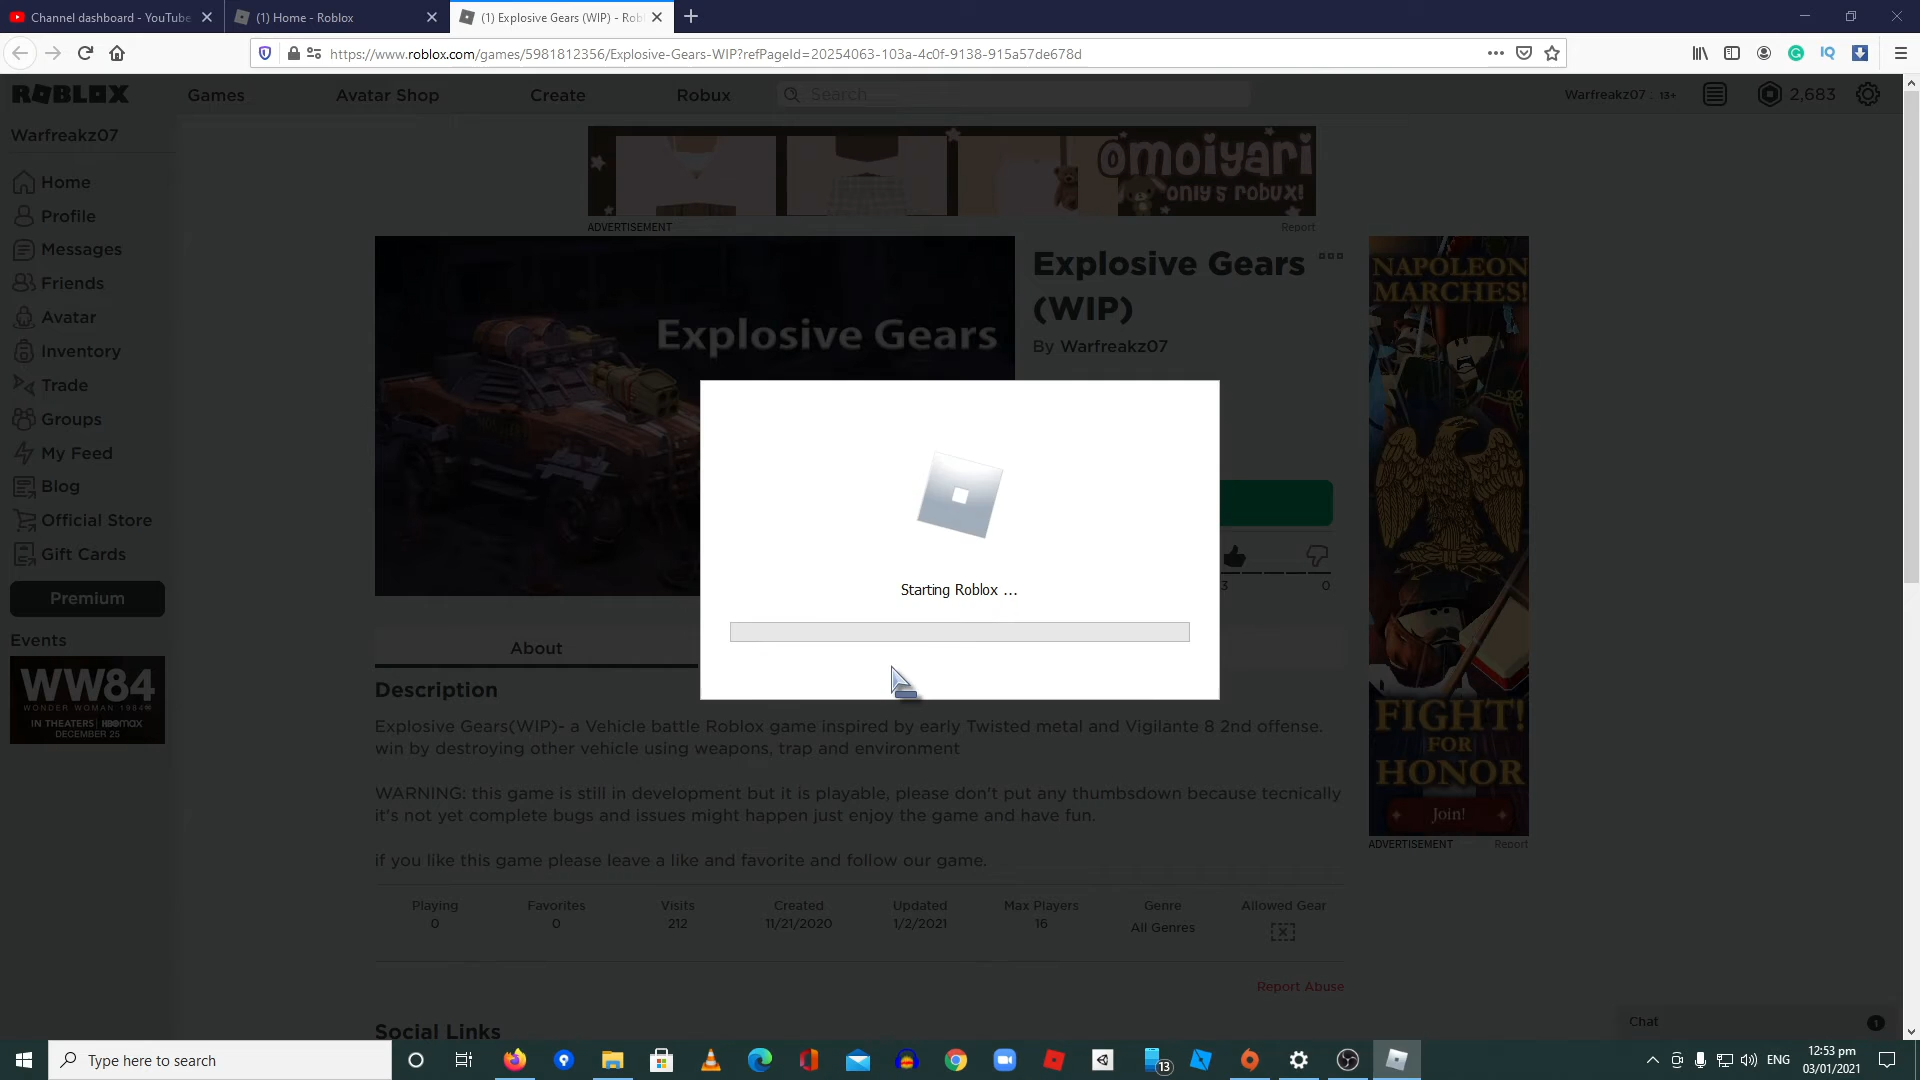 Channel dashboard - YouTube
(1) Home - Roblox
(1) Explosive Gears (WIP) - Rob
https://www.roblox.com/games/5981812356/Explosive-Gears-WIP?refPageId=20254063-103a-4c0f-9138-915a57de678d
IQ
ROBLOX
Games
Avatar Shop
Create
Robux
Search
Warfreakz07 : 13+
2,683
Warfreakz07
Home
Profile
Messages
Friends
Avatar
Inventory
Trade
Groups
My Feed
Blog
Official Store
Gift Cards
Premium
Events
WW84
WONDER WOMAN 1984
IN THEATERS | HBOmax
DECEMBER 25
omoiyari
only 5 robux!
ADVERTISEMENT
Report
Explosive Gears
Explosive Gears
(WIP)
By Warfreakz07
3
0
Starting Roblox ...
NAPOLEON
MARCHES!
FIGHT!
FOR
HONOR
Join!
ADVERTISEMENT
Report
About
Description
Explosive Gears(WIP)- a Vehicle battle Roblox game inspired by early Twisted metal and Vigilante 8 2nd offense.
win by destroying other vehicle using weapons, trap and environment
WARNING: this game is still in development but it is playable, please don't put any thumbsdown because tecnically
it's not yet complete bugs and issues might happen just enjoy the game and have fun.
if you like this game please leave a like and favorite and follow our game.
Playing
Favorites
Visits
Created
Updated
Max Players
Genre
Allowed Gear
0
0
212
11/21/2020
1/2/2021
16
All Genres
Report Abuse
Social Links
Chat
1
Type here to search
13
ENG
12:53 pm
03/01/2021